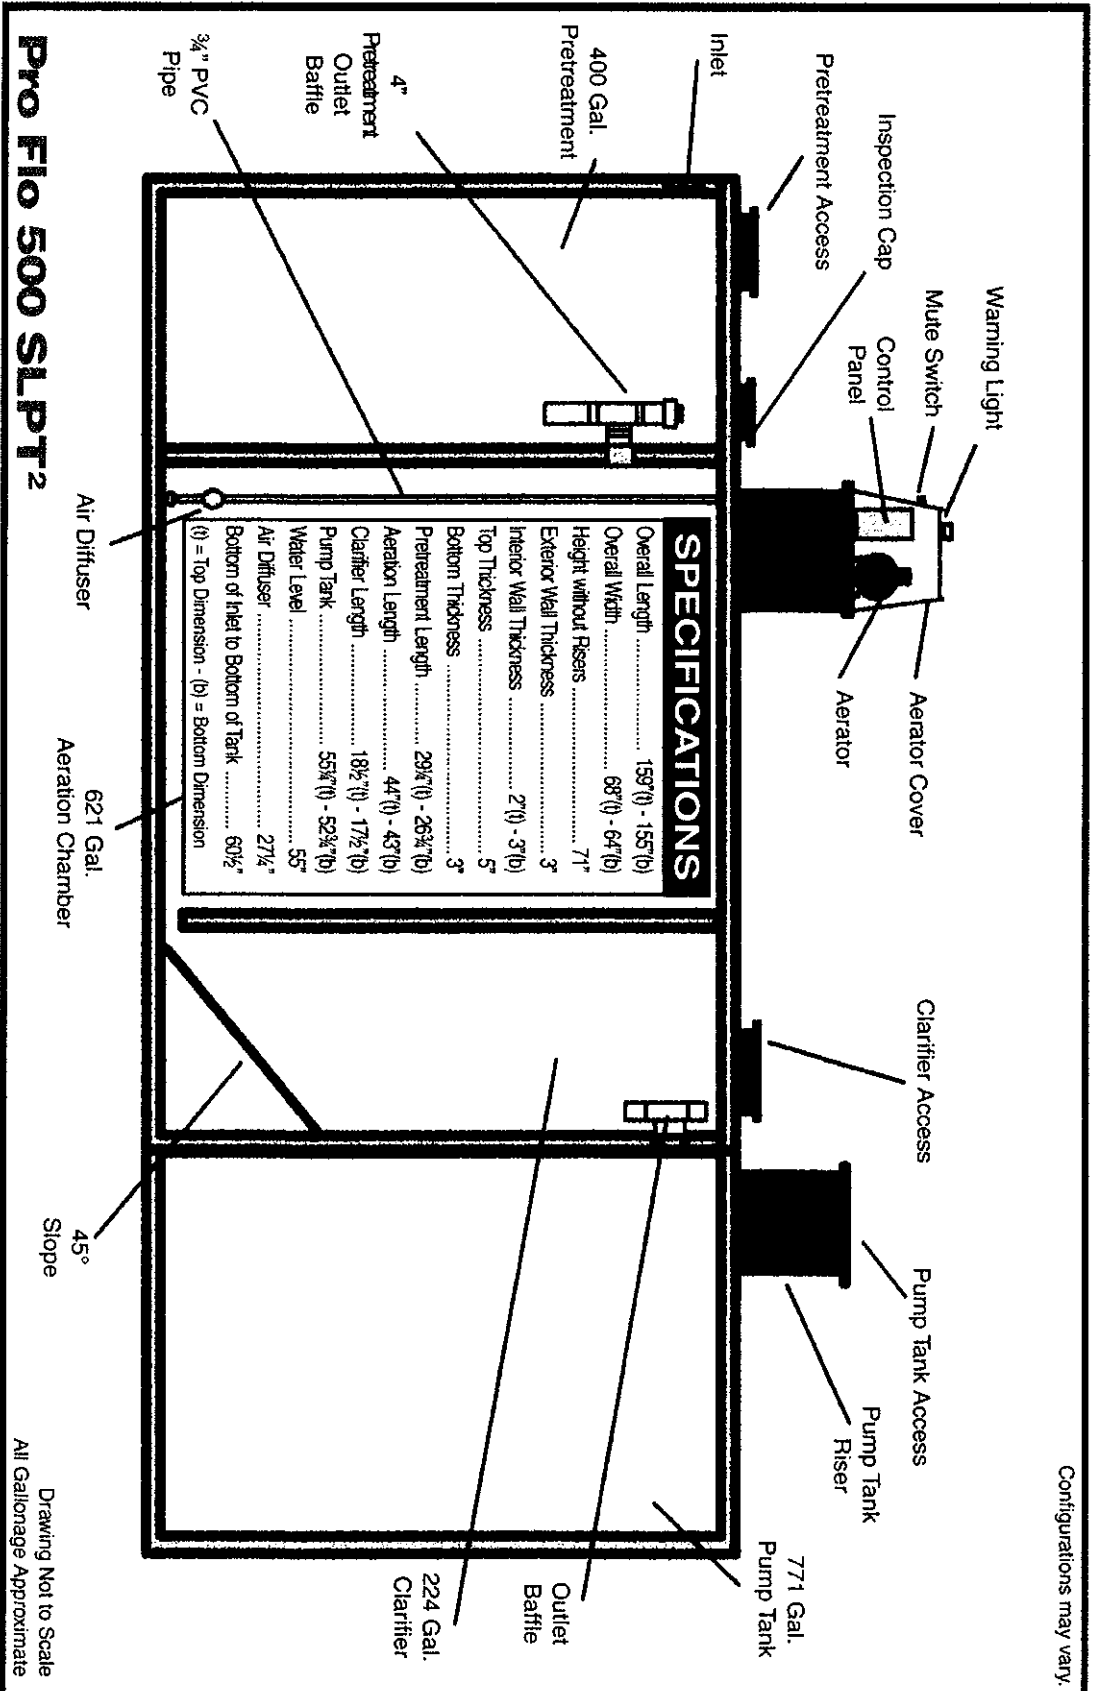 Configurations may vary.
Warning Light
Mute Switch
Control
Panel
Inspection Cap
Pretreatment Access
Inlet
400 Gal.
Pretreatment
4"
Pretreatment
Outlet
Baffle
¾" PVC
Pipe
Aerator Cover
Aerator
Clarifier Access
Pump Tank Access
Pump Tank
Riser
771 Gal.
Pump Tank
Outlet
Baffle
224 Gal.
Clarifier
SPECIFICATIONS
Overall Length .......... 159"(t) - 155"(b)
Overall Width .......... 68"(t) - 64"(b)
Height without Risers .......... 71"
Exterior Wall Thickness .......... 3"
Interior Wall Thickness .......... 2"(t) - 3"(b)
Top Thickness .......... 5"
Bottom Thickness .......... 3"
Pretreatment Length .......... 29¼"(t) - 26¾"(b)
Aeration Length .......... 44"(t) - 43"(b)
Clarifier Length .......... 18½"(t) - 17½"(b)
Pump Tank .......... 55¼"(t) - 52¾"(b)
Water Level .......... 55"
Air Diffuser .......... 27¼"
Bottom of Inlet to Bottom of Tank .......... 60½"
(t) = Top Dimension - (b) = Bottom Dimension
Air Diffuser
621 Gal.
Aeration Chamber
45°
Slope
Pro Flo 500 SLPT²
Drawing Not to Scale
All Gallonage Approximate